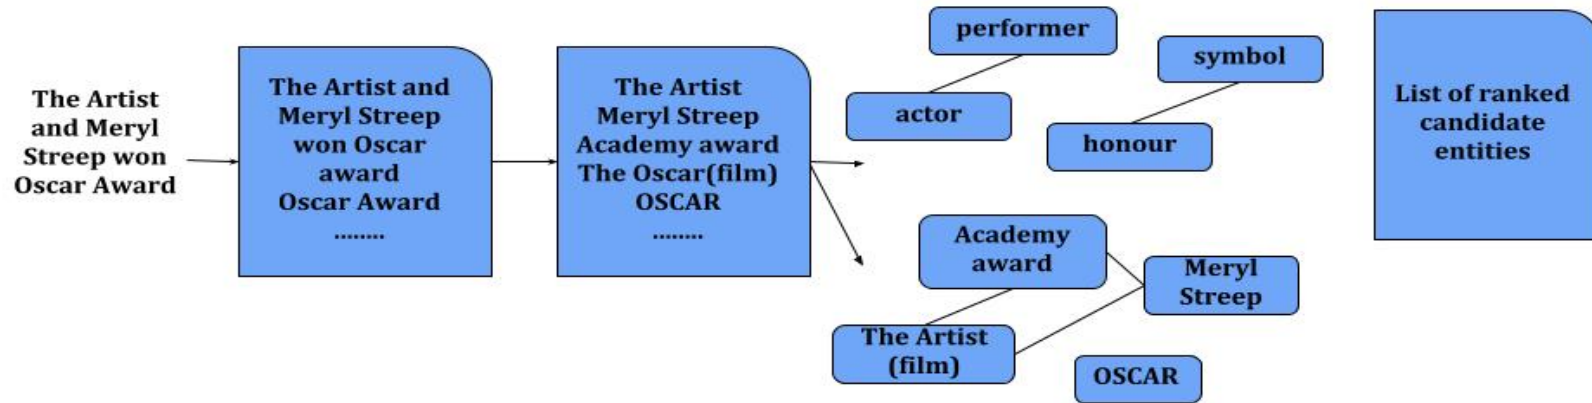 The Artist
and Meryl
Streep won
Oscar Award
The Artist and
Meryl Streep
won Oscar
award
Oscar Award
........
The Artist
Meryl Streep
Academy award
The Oscar(film)
OSCAR
........
performer
actor
symbol
honour
Academy
award
Meryl
Streep
The Artist
(film)
OSCAR
List of ranked
candidate
entities